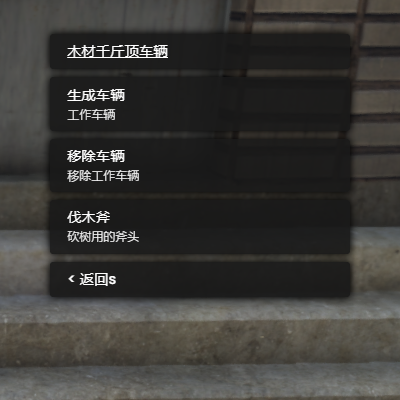 木材千斤顶车辆
生成车辆
工作车辆
移除车辆
移除工作车辆
伐木斧
砍树用的斧头
< 返回s